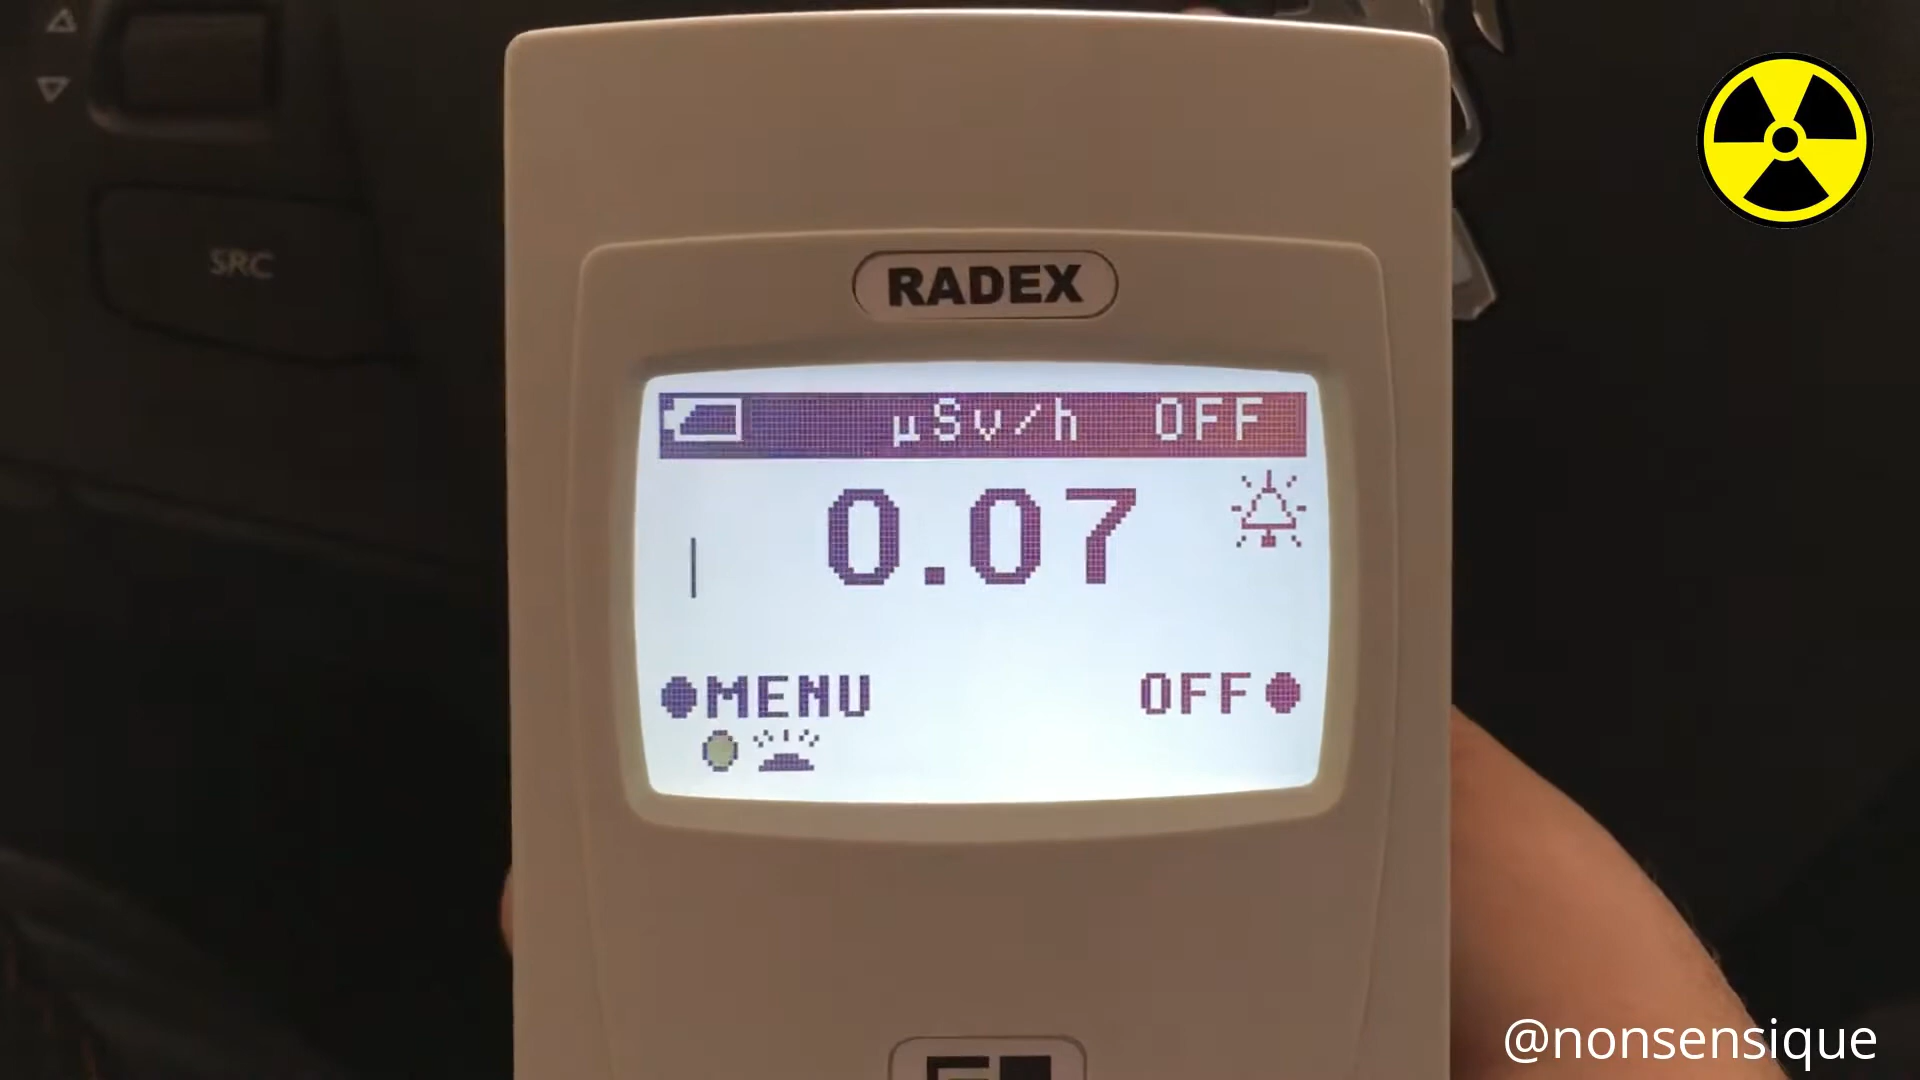 SRC
RADEX
µSv/h OFF
0.07
MENU OFF
@nonsensique